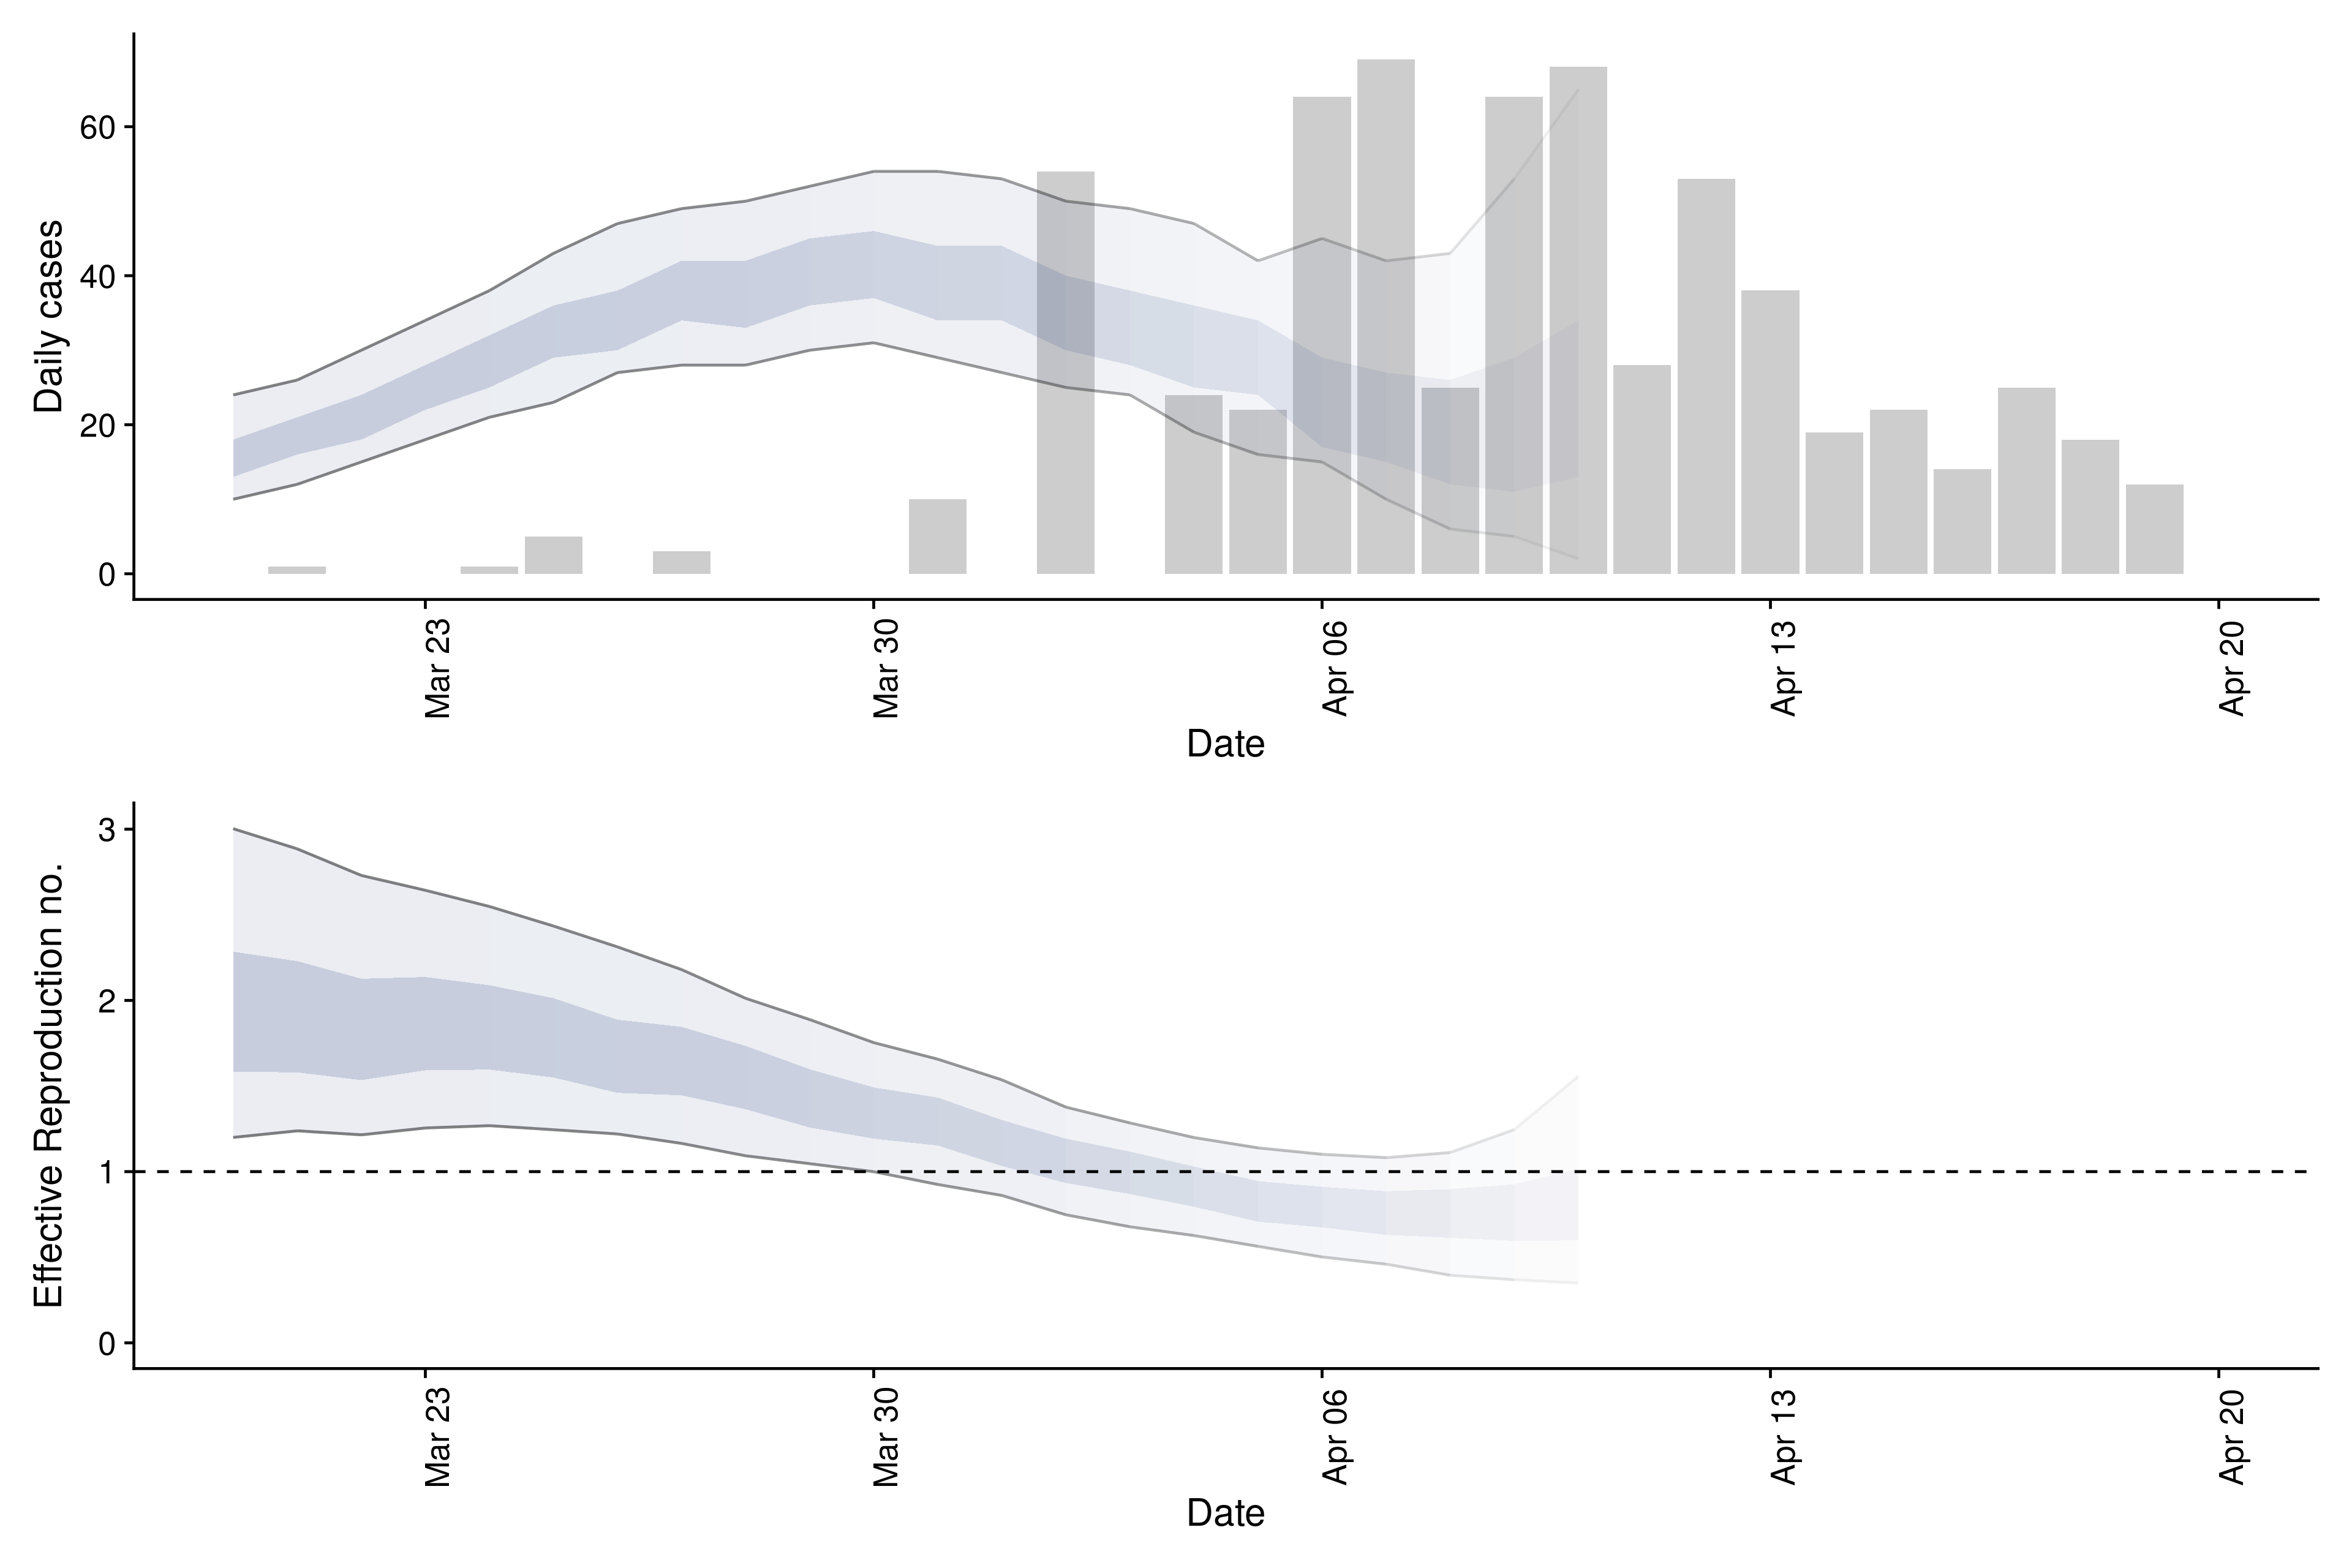 Daily cases
60
40
20
0
Mar 23
Mar 30
Apr 06
Apr 13
Apr 20
Date
Effective Reproduction no.
3
2
1
0
Mar 23
Mar 30
Apr 06
Apr 13
Apr 20
Date